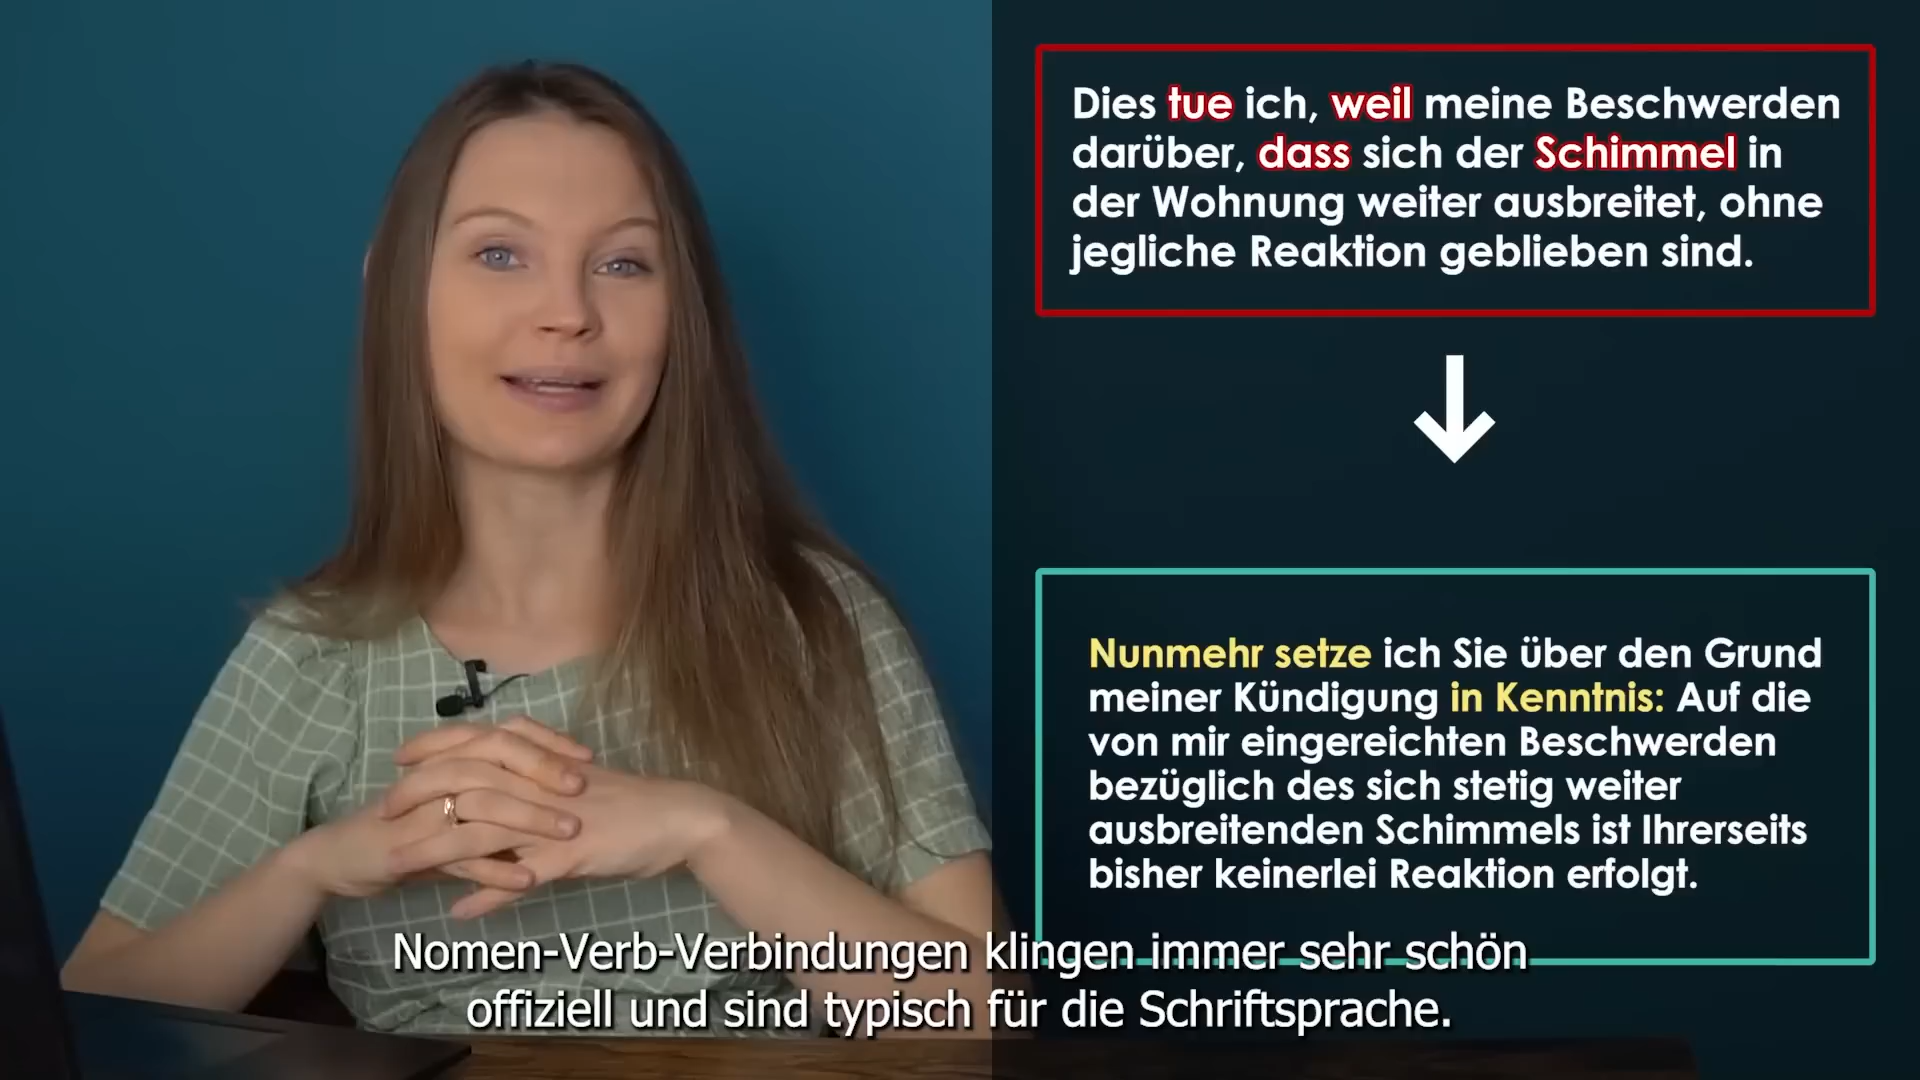 Dies tue ich, weil meine Beschwerden
darüber, dass sich der Schimmel in
der Wohnung weiter ausbreitet, ohne
jegliche Reaktion geblieben sind.
Nunmehr setze ich Sie über den Grund
meiner Kündigung in Kenntnis: Auf die
von mir eingereichten Beschwerden
bezüglich des sich stetig weiter
ausbreitenden Schimmels ist Ihrerseits
bisher keinerlei Reaktion erfolgt.
Nomen-Verb-Verbindungen klingen immer sehr schön
offiziell und sind typisch für die Schriftsprache.